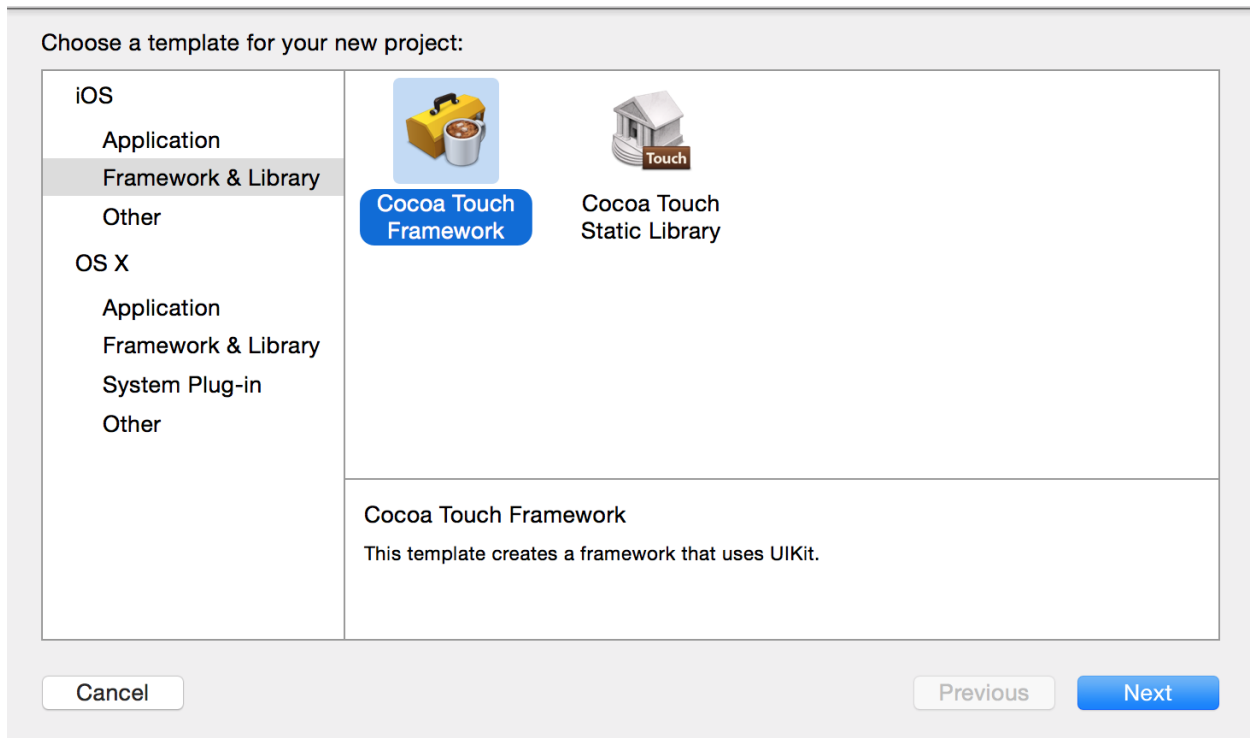 Choose a template for your new project:
iOS
Application
Framework & Library
Other
OS X
Application
Framework & Library
System Plug-in
Other
Cocoa Touch
Framework
Touch
Cocoa Touch
Static Library
Cocoa Touch Framework
This template creates a framework that uses UIKit.
Cancel
Previous
Next